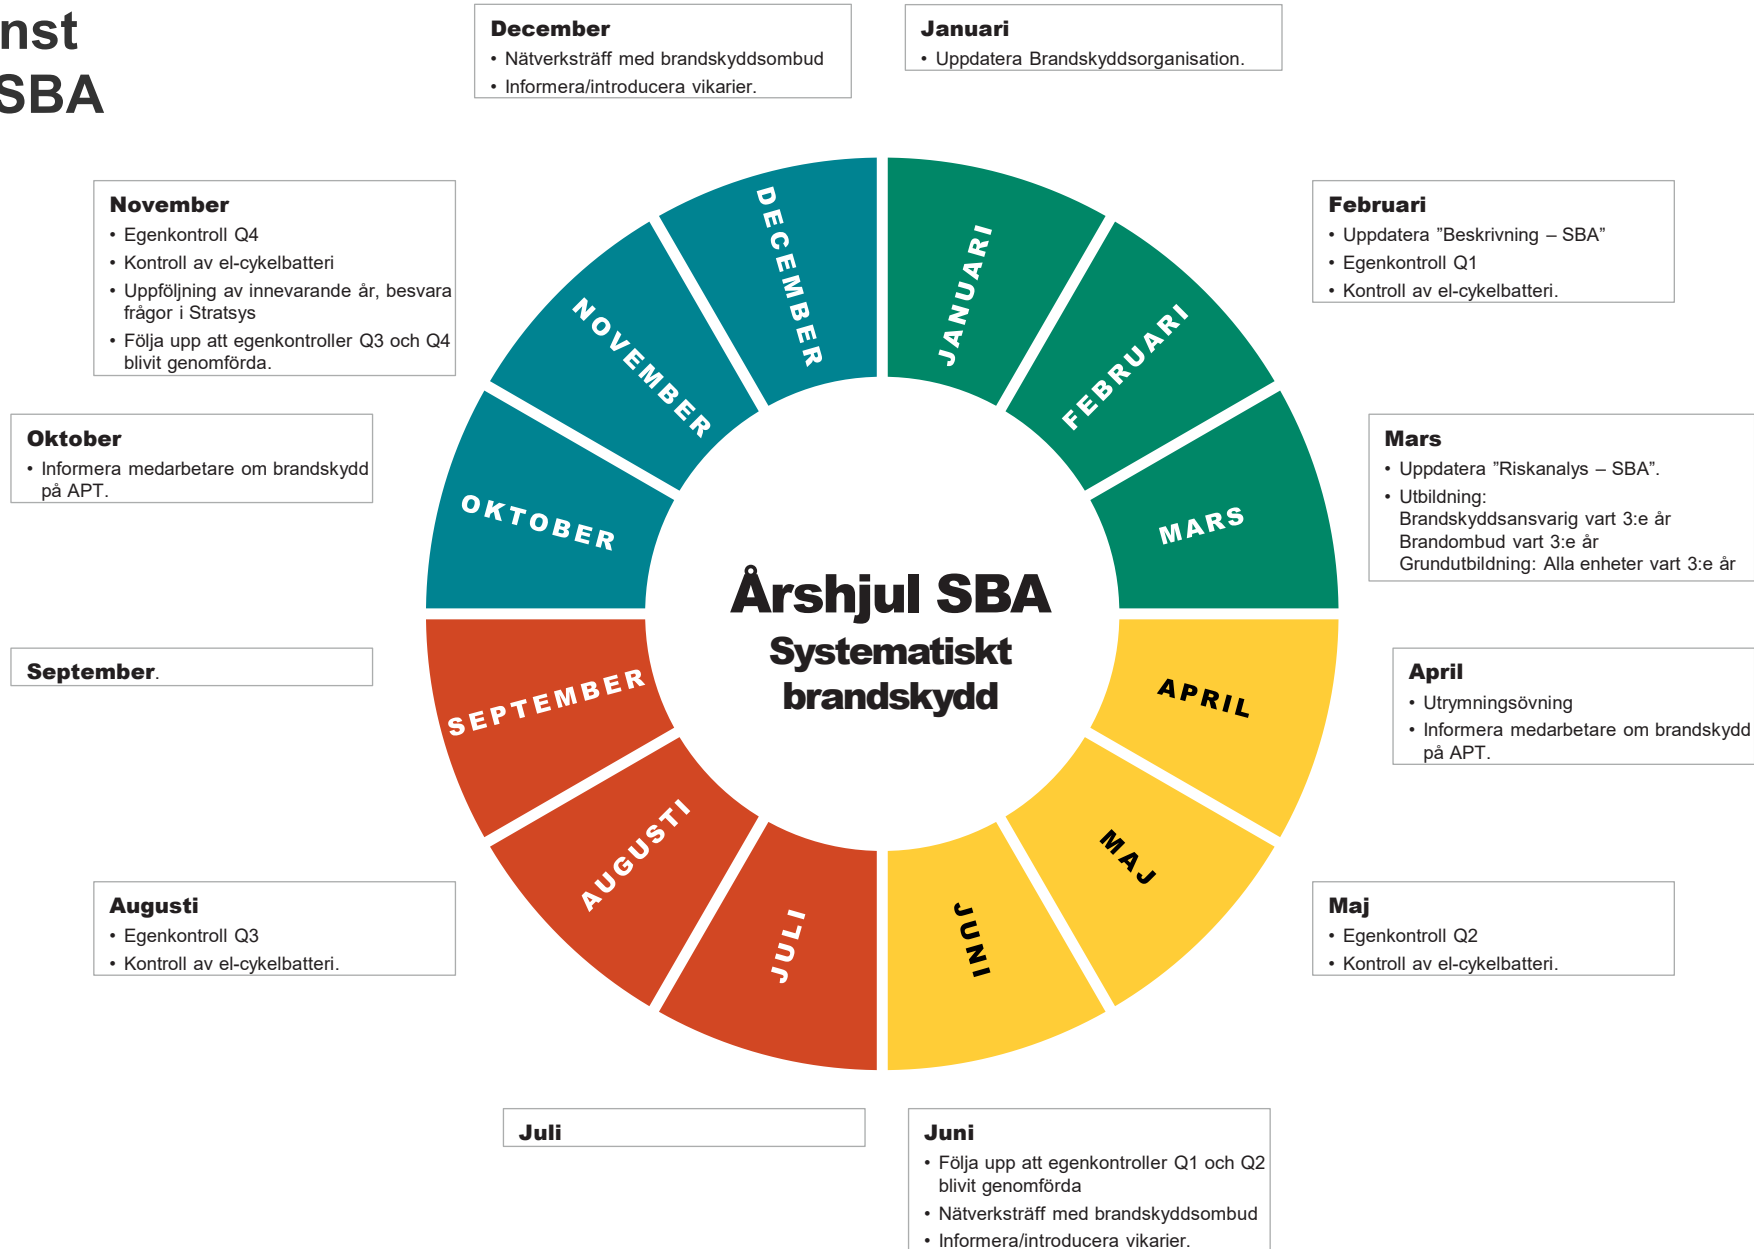 nst
SBA
December
• Nätverksträff med brandskyddsombud
• Informera/introducera vikarier.
Januari
• Uppdatera Brandskyddsorganisation.
November
• Egenkontroll Q4
• Kontroll av el-cykelbatteri
• Uppföljning av innevarande år, besvara
frågor i Stratsys
• Följa upp att egenkontroller Q3 och Q4
blivit genomförda.
Februari
• Uppdatera ”Beskrivning – SBA”
• Egenkontroll Q1
• Kontroll av el-cykelbatteri.
Oktober
• Informera medarbetare om brandskydd
på APT.
Mars
• Uppdatera ”Riskanalys – SBA”.
• Utbildning:
Brandskyddsansvarig vart 3:e år
Brandombud vart 3:e år
Grundutbildning: Alla enheter vart 3:e år
September.
April
• Utrymningsövning
• Informera medarbetare om brandskydd
på APT.
Augusti
• Egenkontroll Q3
• Kontroll av el-cykelbatteri.
Maj
• Egenkontroll Q2
• Kontroll av el-cykelbatteri.
Juli
Juni
• Följa upp att egenkontroller Q1 och Q2
blivit genomförda
• Nätverksträff med brandskyddsombud
• Informera/introducera vikarier.
JANUARI
FEBRUARI
MARS
APRIL
MAJ
JUNI
JULI
AUGUSTI
SEPTEMBER
OKTOBER
NOVEMBER
DECEMBER
Årshjul SBA
Systematiskt
brandskydd